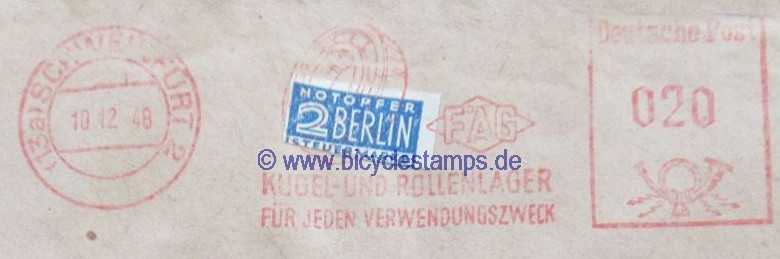 (13a) SCHWEINFURT 2
10.12.48
NOTOPFER
2 BERLIN
STEUERMARKE
FAG
KUGEL- UND ROLLENLAGER
FÜR JEDEN VERWENDUNGSZWECK
Deutsche Post
020
© www.bicyclestamps.de